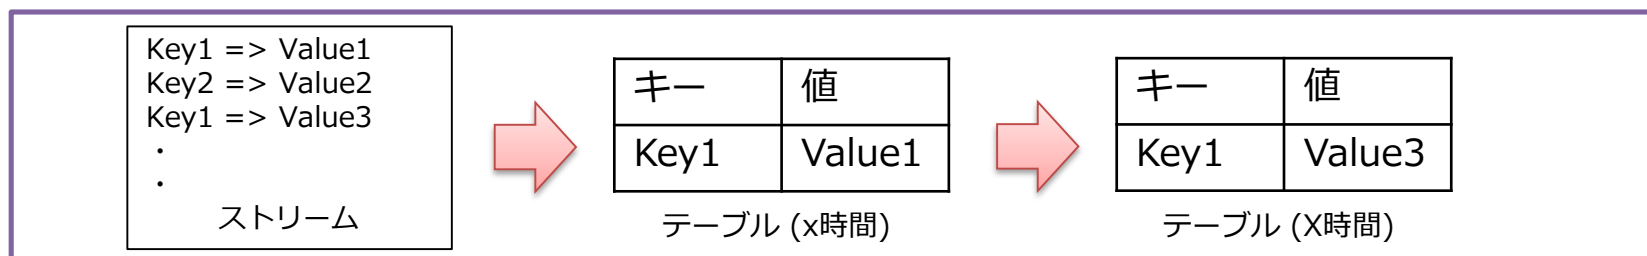 Key1 => Value1
Key2 => Value2
Key1 => Value3
・
・
ストリーム
キー 値
Key1 Value1
テーブル (x時間)
キー 値
Key1 Value3
テーブル (X時間)